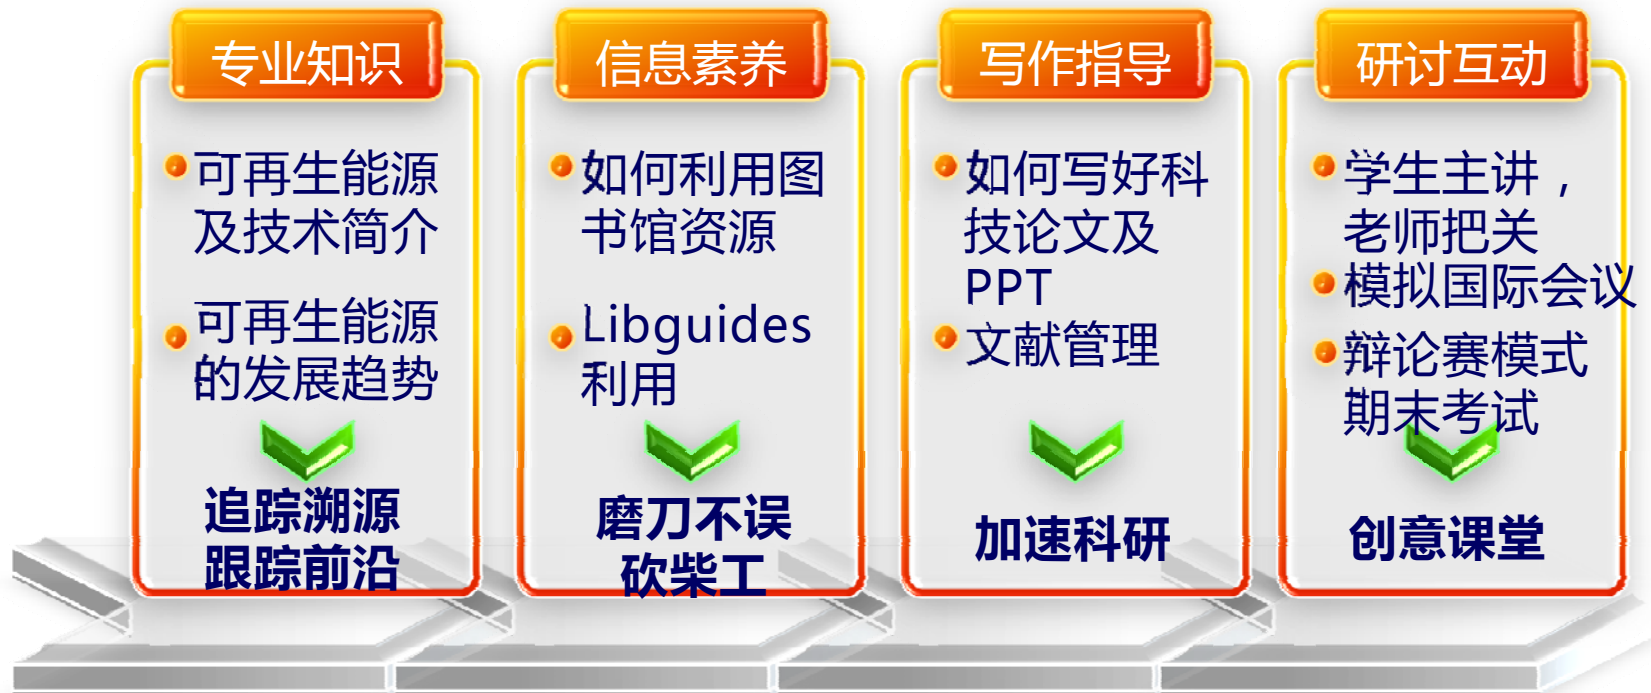 专业知识
可再生能源
及技术简介
可再生能源
的发展趋势
追踪溯源
跟踪前沿
信息素养
如何利用图
书馆资源
Libguides
利用
磨刀不误
砍柴工
写作指导
如何写好科
技论文及
PPT
文献管理
加速科研
研讨互动
学生主讲，
老师把关
模拟国际会议
辩论赛模式
期末考试
创意课堂